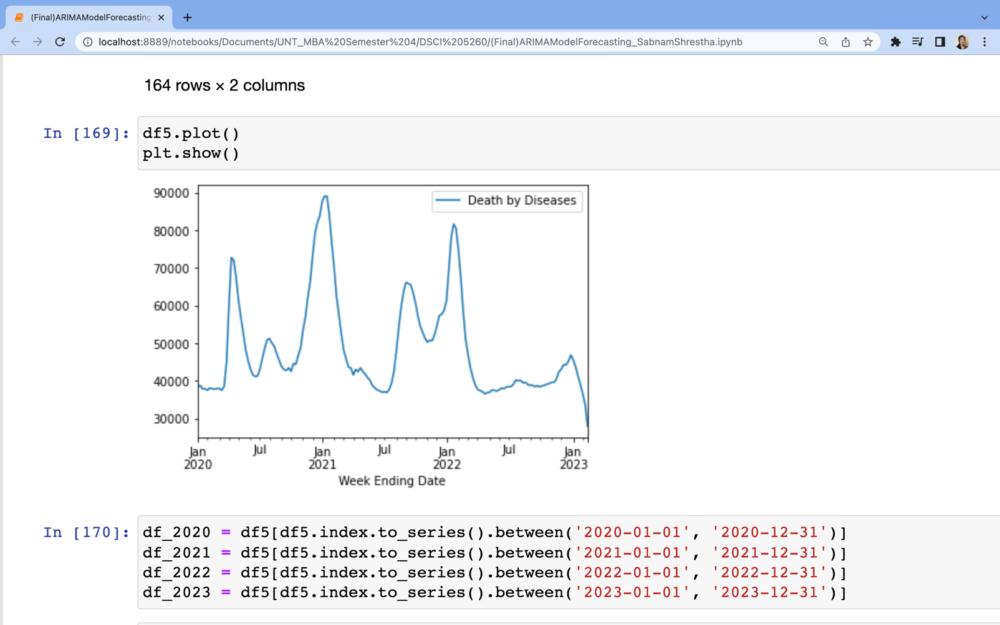 (Final)ARIMAModelForecasting
localhost:8889/notebooks/Documents/UNT_MBA%20Semester%204/DSCI%205260/(Final)ARIMAModelForecasting_SabnamShrestha.ipynb
164 rows × 2 columns
In [169]: df5.plot()
plt.show()
90000
80000
70000
60000
50000
40000
30000
Death by Diseases
Jan Jul Jan Jul Jan Jul Jan
2020 2021 2022 2023
Week Ending Date
In [170]: df_2020 = df5[df5.index.to_series().between('2020-01-01', '2020-12-31')]
df_2021 = df5[df5.index.to_series().between('2021-01-01', '2021-12-31')]
df_2022 = df5[df5.index.to_series().between('2022-01-01', '2022-12-31')]
df_2023 = df5[df5.index.to_series().between('2023-01-01', '2023-12-31')]